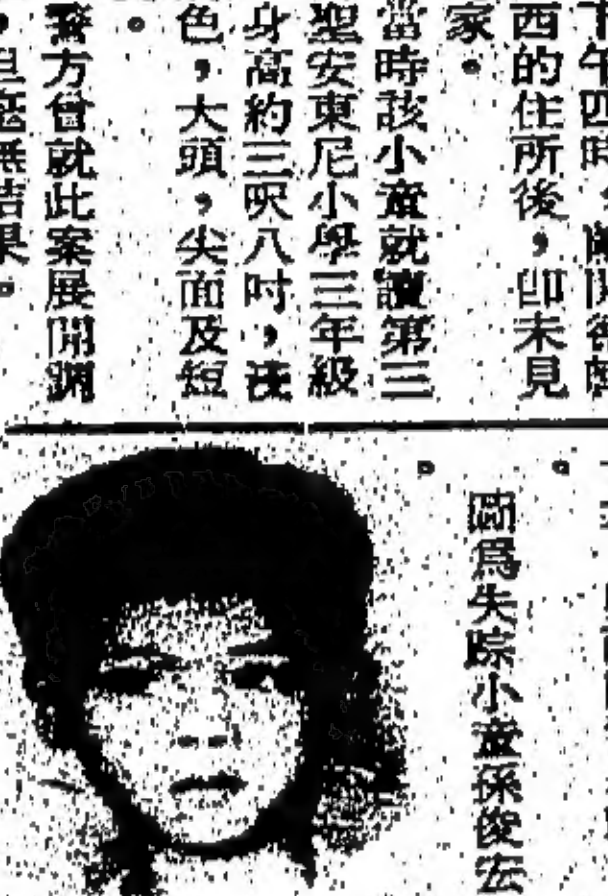 下午四時，離開
西的住所後，即未見
家。
當時該小童就讀第三
聖安東尼小學三年級
身高約三呎八吋，淺
色，大頭，尖面及短
。
警方曾就此案展開調
，但毫無結果。
。
圖爲失踪小童孫俊宏
。